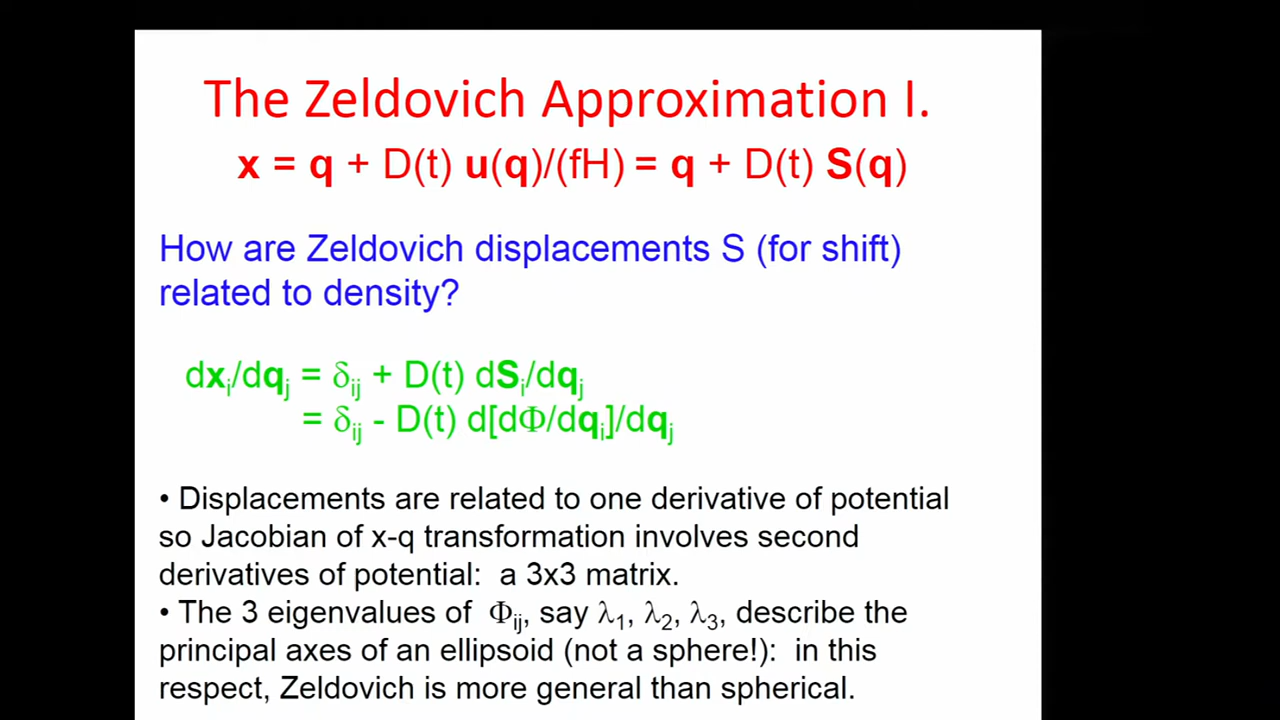 The Zeldovich Approximation I.
x = q + D(t) u(q)/(fH) = q + D(t) S(q)
How are Zeldovich displacements S (for shift)
related to density?
dxᵢ/dqⱼ = δᵢⱼ + D(t) dSᵢ/dqⱼ
= δᵢⱼ - D(t) d[dΦ/dqᵢ]/dqⱼ
• Displacements are related to one derivative of potential
so Jacobian of x-q transformation involves second
derivatives of potential: a 3x3 matrix.
• The 3 eigenvalues of Φᵢⱼ, say λ₁, λ₂, λ₃, describe the
principal axes of an ellipsoid (not a sphere!): in this
respect, Zeldovich is more general than spherical.